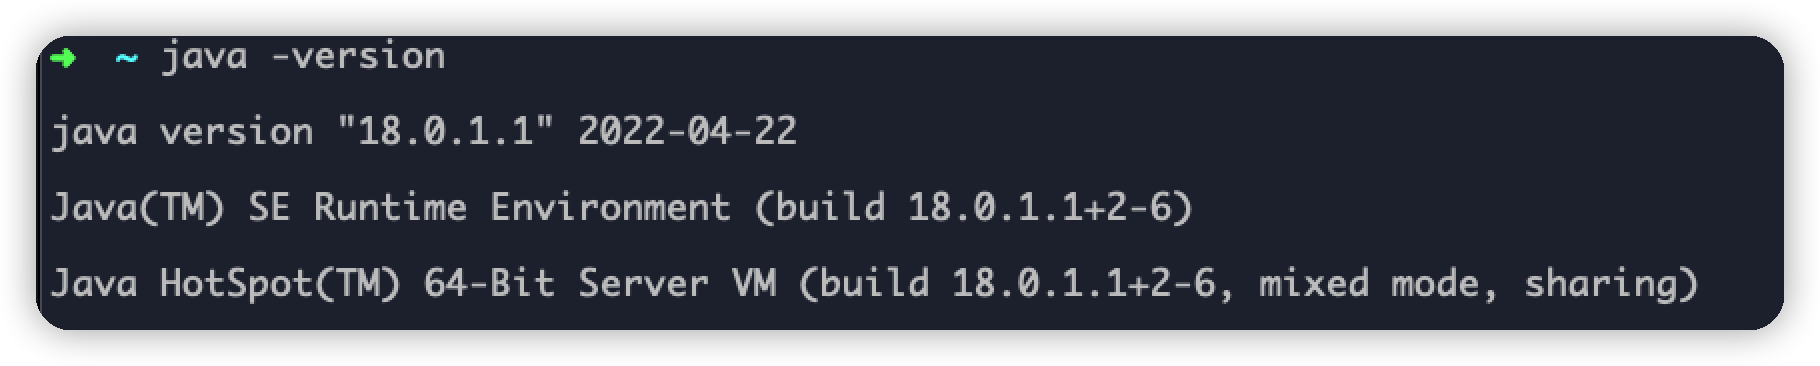 ➜ ~ java -version
java version "18.0.1.1" 2022-04-22
Java(TM) SE Runtime Environment (build 18.0.1.1+2-6)
Java HotSpot(TM) 64-Bit Server VM (build 18.0.1.1+2-6, mixed mode, sharing)